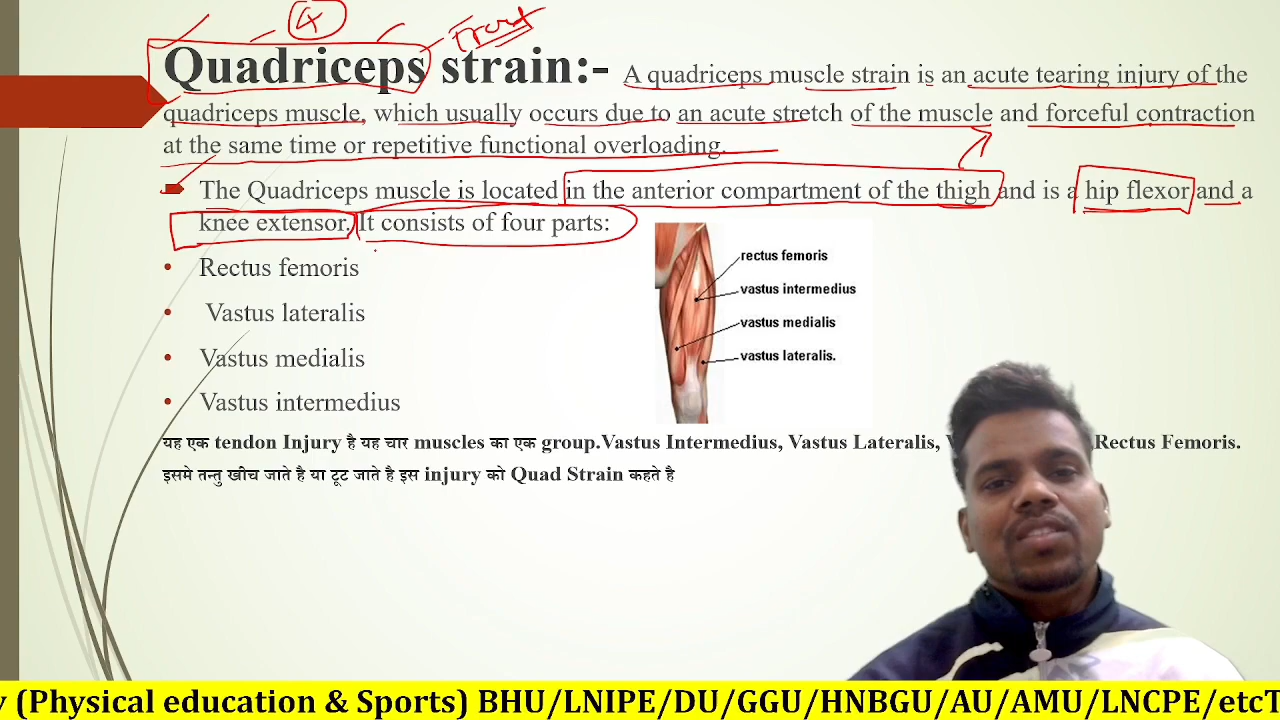 4
Front
Quadriceps strain:- A quadriceps muscle strain is an acute tearing injury of the
quadriceps muscle, which usually occurs due to an acute stretch of the muscle and forceful contraction
at the same time or repetitive functional overloading.
The Quadriceps muscle is located in the anterior compartment of the thigh and is a hip flexor and a
knee extensor. It consists of four parts:
• Rectus femoris
• Vastus lateralis
• Vastus medialis
• Vastus intermedius
rectus femoris
vastus intermedius
vastus medialis
vastus lateralis.
यह एक tendon Injury है यह चार muscles का एक group.Vastus Intermedius, Vastus Lateralis, Rectus Femoris.
इसमे तन्तु खीच जाते है या टूट जाते है इस injury को Quad Strain कहते है
(Physical education & Sports) BHU/LNIPE/DU/GGU/HNBGU/AU/AMU/LNCPE/etc